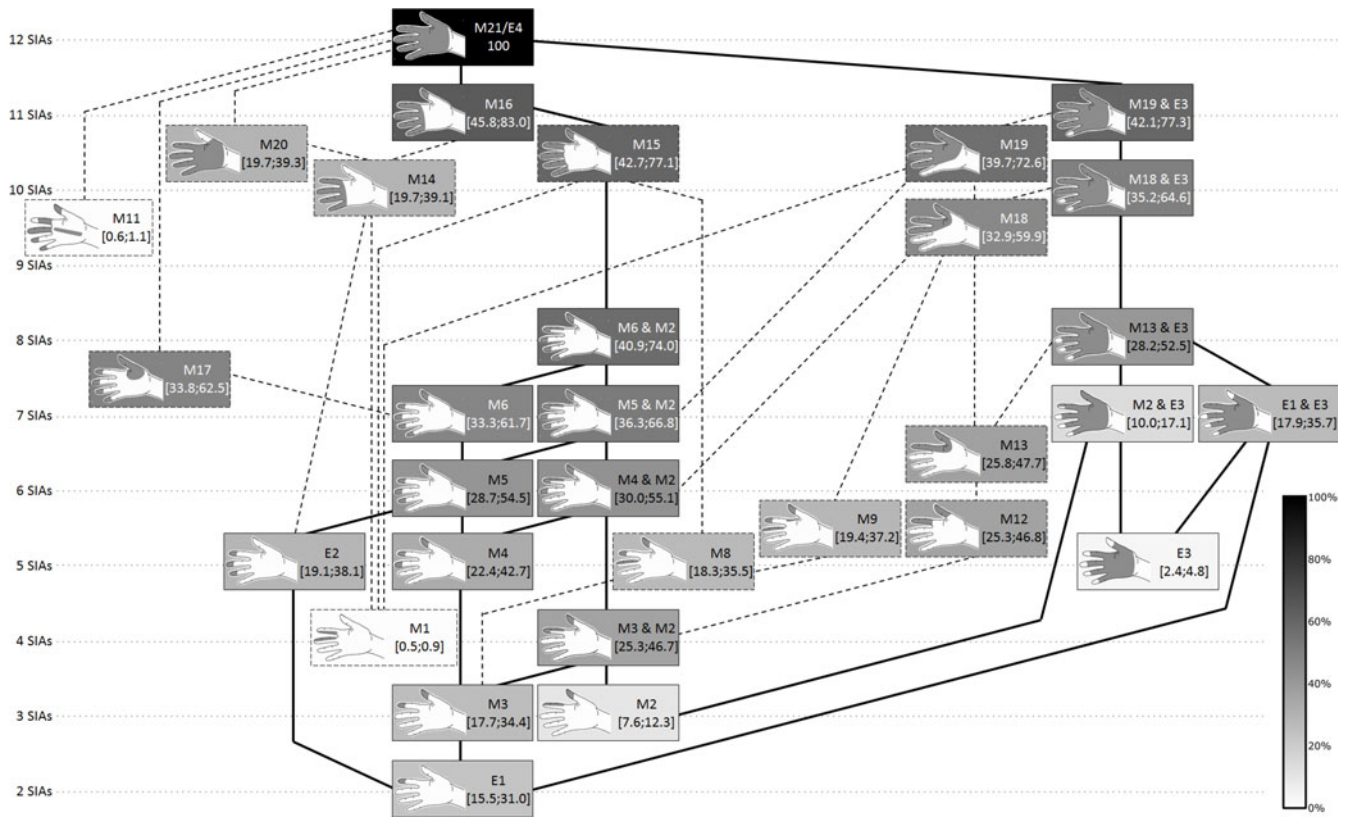 12 SIAs
M21/E4
100
11 SIAs
M16
[45.8;83.0]
M19 & E3
[42.1;77.3]
M20
[19.7;39.3]
M15
[42.7;77.1]
M19
[39.7;72.6]
10 SIAs
M14
[19.7;39.1]
M18 & E3
[35.2;64.6]
M11
[0.6;1.1]
M18
[32.9;59.9]
9 SIAs
8 SIAs
M6 & M2
[40.9;74.0]
M13 & E3
[28.2;52.5]
M17
[33.8;62.5]
7 SIAs
M6
[33.3;61.7]
M5 & M2
[36.3;66.8]
M2 & E3
[10.0;17.1]
E1 & E3
[17.9;35.7]
M13
[25.8;47.7]
6 SIAs
M5
[28.7;54.5]
M4 & M2
[30.0;55.1]
M9
[19.4;37.2]
M12
[25.3;46.8]
5 SIAs
E2
[19.1;38.1]
M4
[22.4;42.7]
M8
[18.3;35.5]
E3
[2.4;4.8]
4 SIAs
M1
[0.5;0.9]
M3 & M2
[25.3;46.7]
3 SIAs
M3
[17.7;34.4]
M2
[7.6;12.3]
2 SIAs
E1
[15.5;31.0]
100%
80%
60%
40%
20%
0%